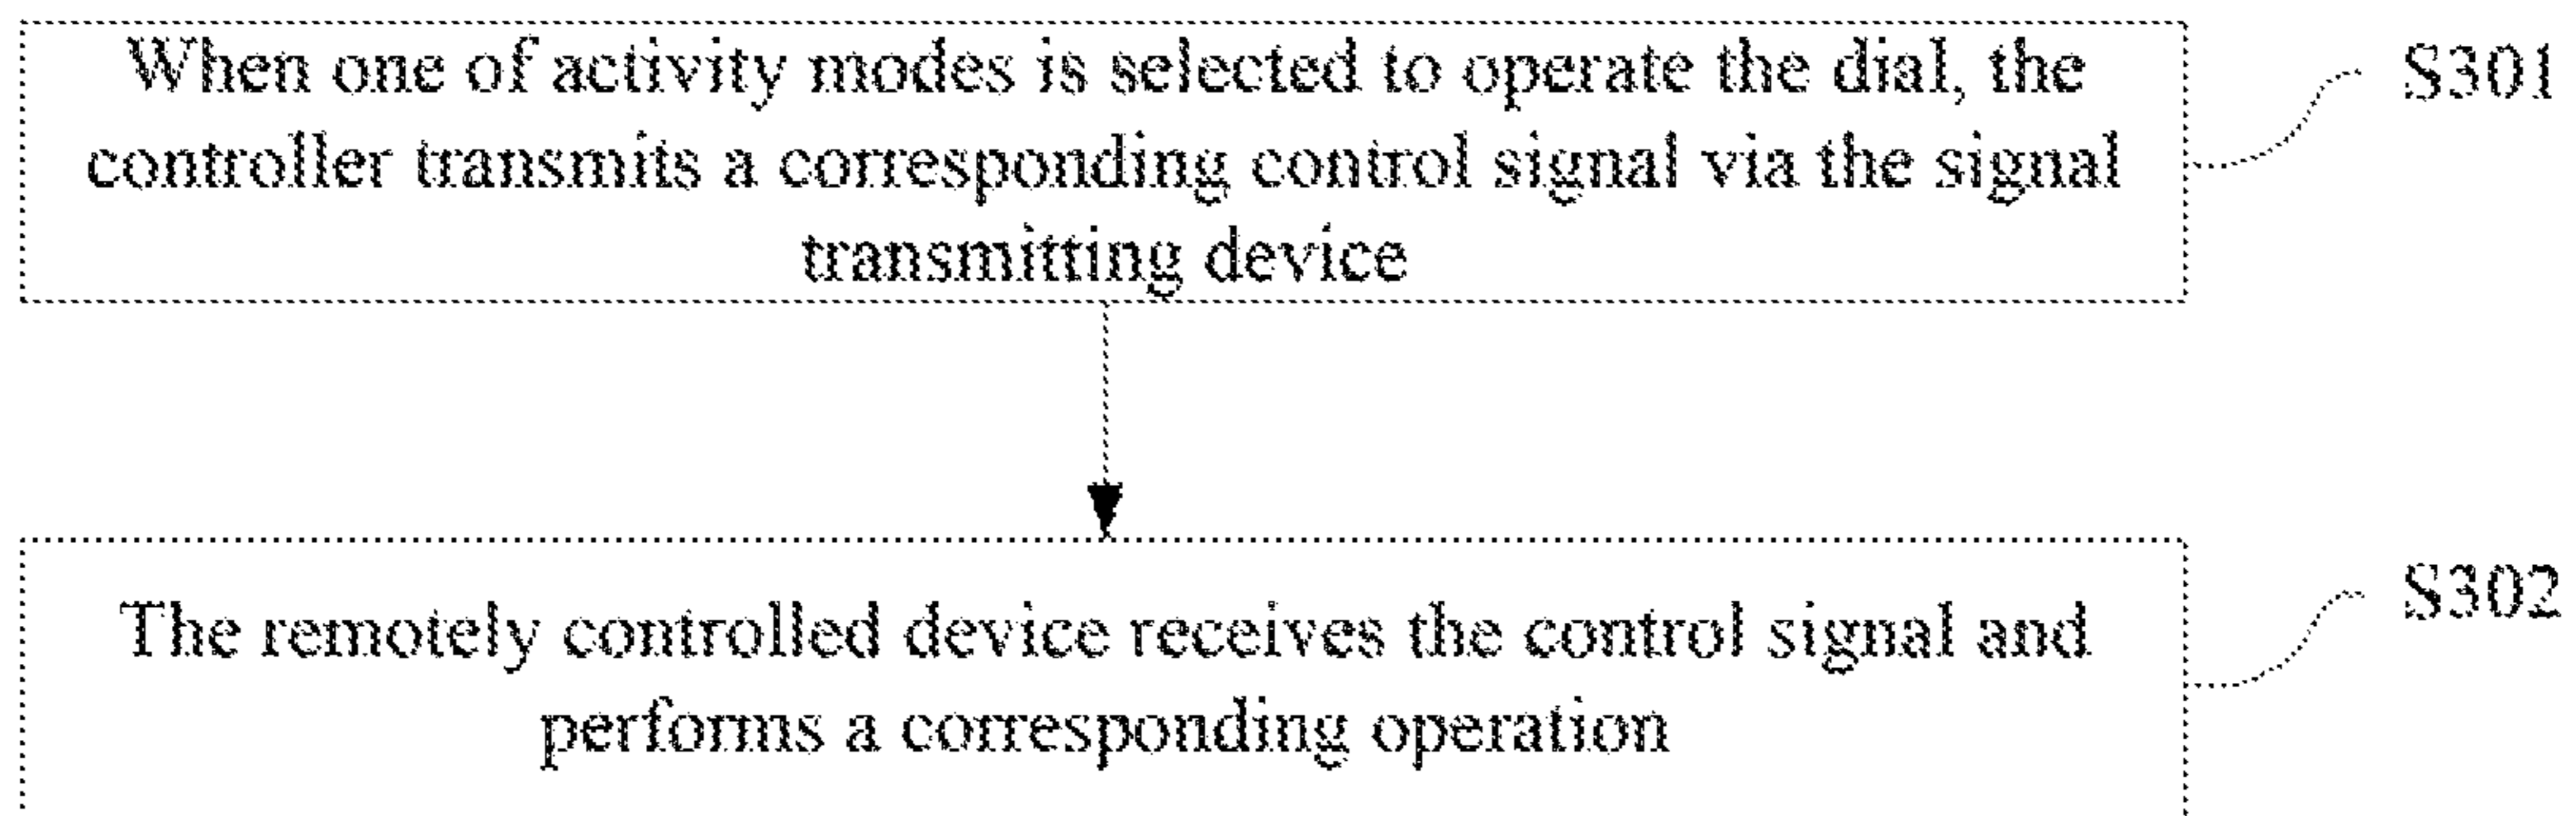 When one of activity modes is selected to operate the dial, the
controller transmits a corresponding control signal via the signal
transmitting device
S301
The remotely controlled device receives the control signal and
performs a corresponding operation
S302